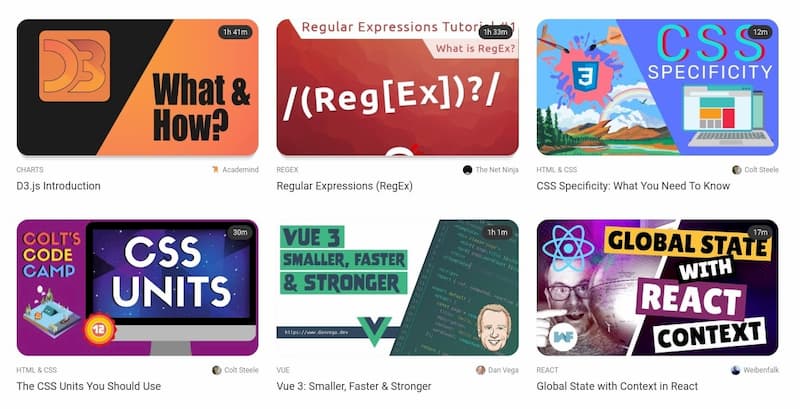 D3
What &
How?
1h 41m
CHARTS
Academind
D3.js Introduction
Regular Expressions Tutorial #1
1h 33m
What is RegEx?
/(Reg[Ex])?/
REGEX
The Net Ninja
Regular Expressions (RegEx)
CSS
12m
SPECIFICITY
3
HTML & CSS
Colt Steele
CSS Specificity: What You Need To Know
COLT'S
CODE
CAMP
CSS
UNITS
12
30m
HTML & CSS
Colt Steele
The CSS Units You Should Use
VUE 3
SMALLER, FASTER
& STRONGER
1h 1m
https://www.danvega.dev
VUE
Dan Vega
Vue 3: Smaller, Faster & Stronger
GLOBAL STATE
WITH
REACT
CONTEXT
17m
WF
REACT
Weibenfalk
Global State with Context in React